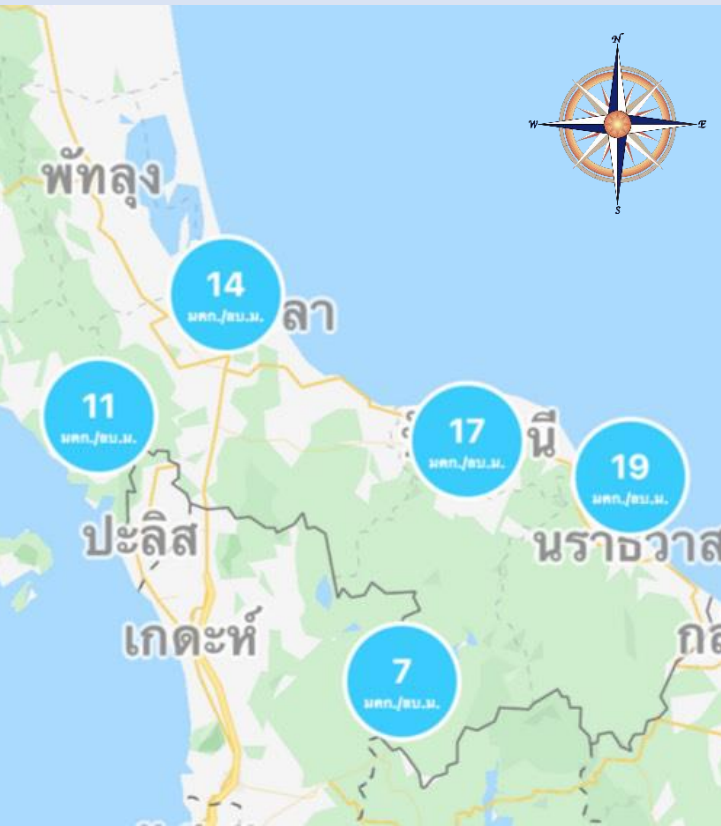 N
W E
S
พัทลุง
14
มคก./ลบ.ม.
ลา
11
มคก./ลบ.ม.
17
มคก./ลบ.ม.
นี
19
มคก./ลบ.ม.
ปะลิส
นราธิวาส
เกดะห์
7
มคก./ลบ.ม.